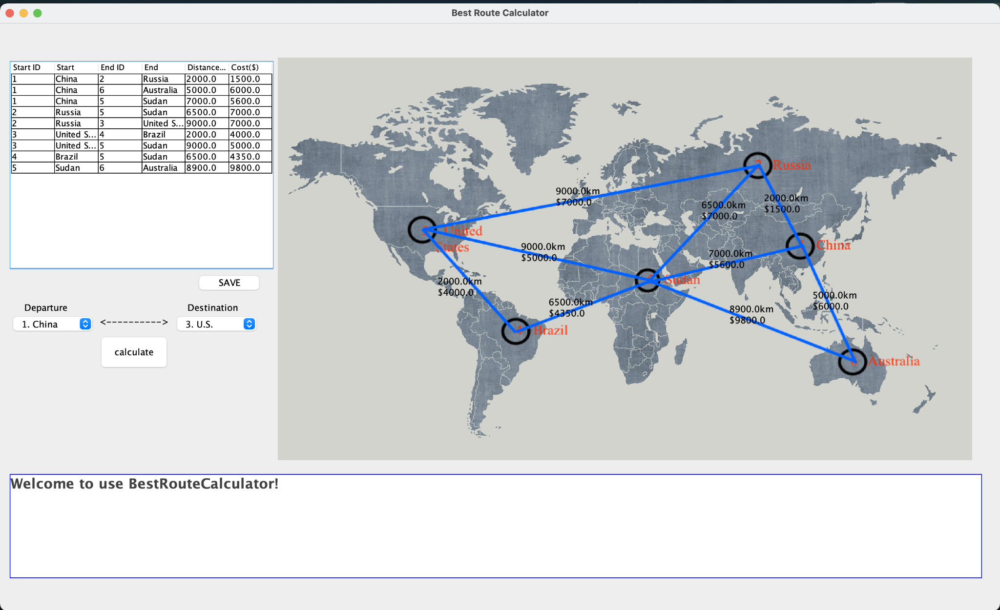 Best Route Calculator
Start ID Start End ID End Distance... Cost($)
1 China 2 Russia 2000.0 1500.0
1 China 6 Australia 5000.0 6000.0
1 China 5 Sudan 7000.0 5600.0
2 Russia 5 Sudan 6500.0 7000.0
2 Russia 3 United S... 9000.0 7000.0
3 United S... 4 Brazil 2000.0 4000.0
3 United S... 5 Sudan 9000.0 5000.0
4 Brazil 5 Sudan 6500.0 4350.0
5 Sudan 6 Australia 8900.0 9800.0
SAVE
Departure Destination
1. China <----------> 3. U.S.
calculate
2 Russia
9000.0km
$7000.0
6500.0km
$7000.0
2000.0km
$1500.0
United
States
China
9000.0km
$5000.0
7000.0km
$5600.0
Sudan
2000.0km
$4000.0
6500.0km
$4350.0
5000.0km
$6000.0
8900.0km
$9800.0
Brazil
Australia
Welcome to use BestRouteCalculator!